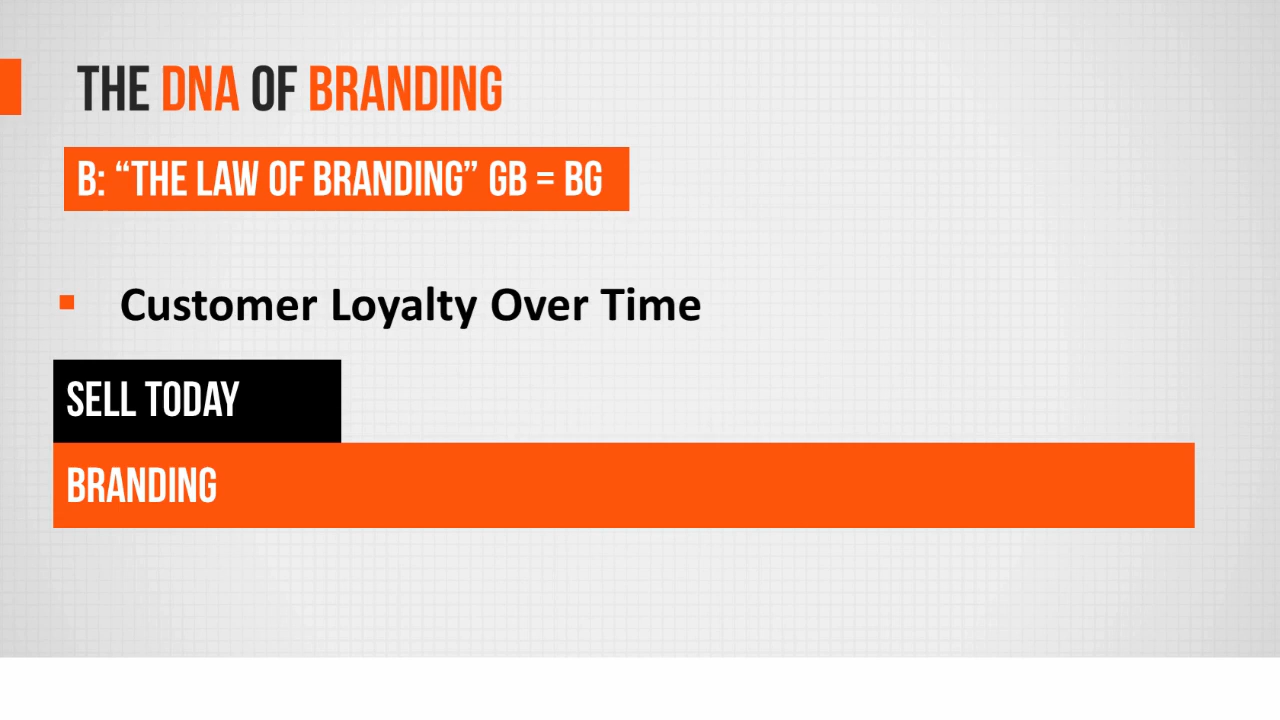 THE DNA OF BRANDING
B: “THE LAW OF BRANDING” GB = BG
▪ Customer Loyalty Over Time
SELL TODAY
BRANDING